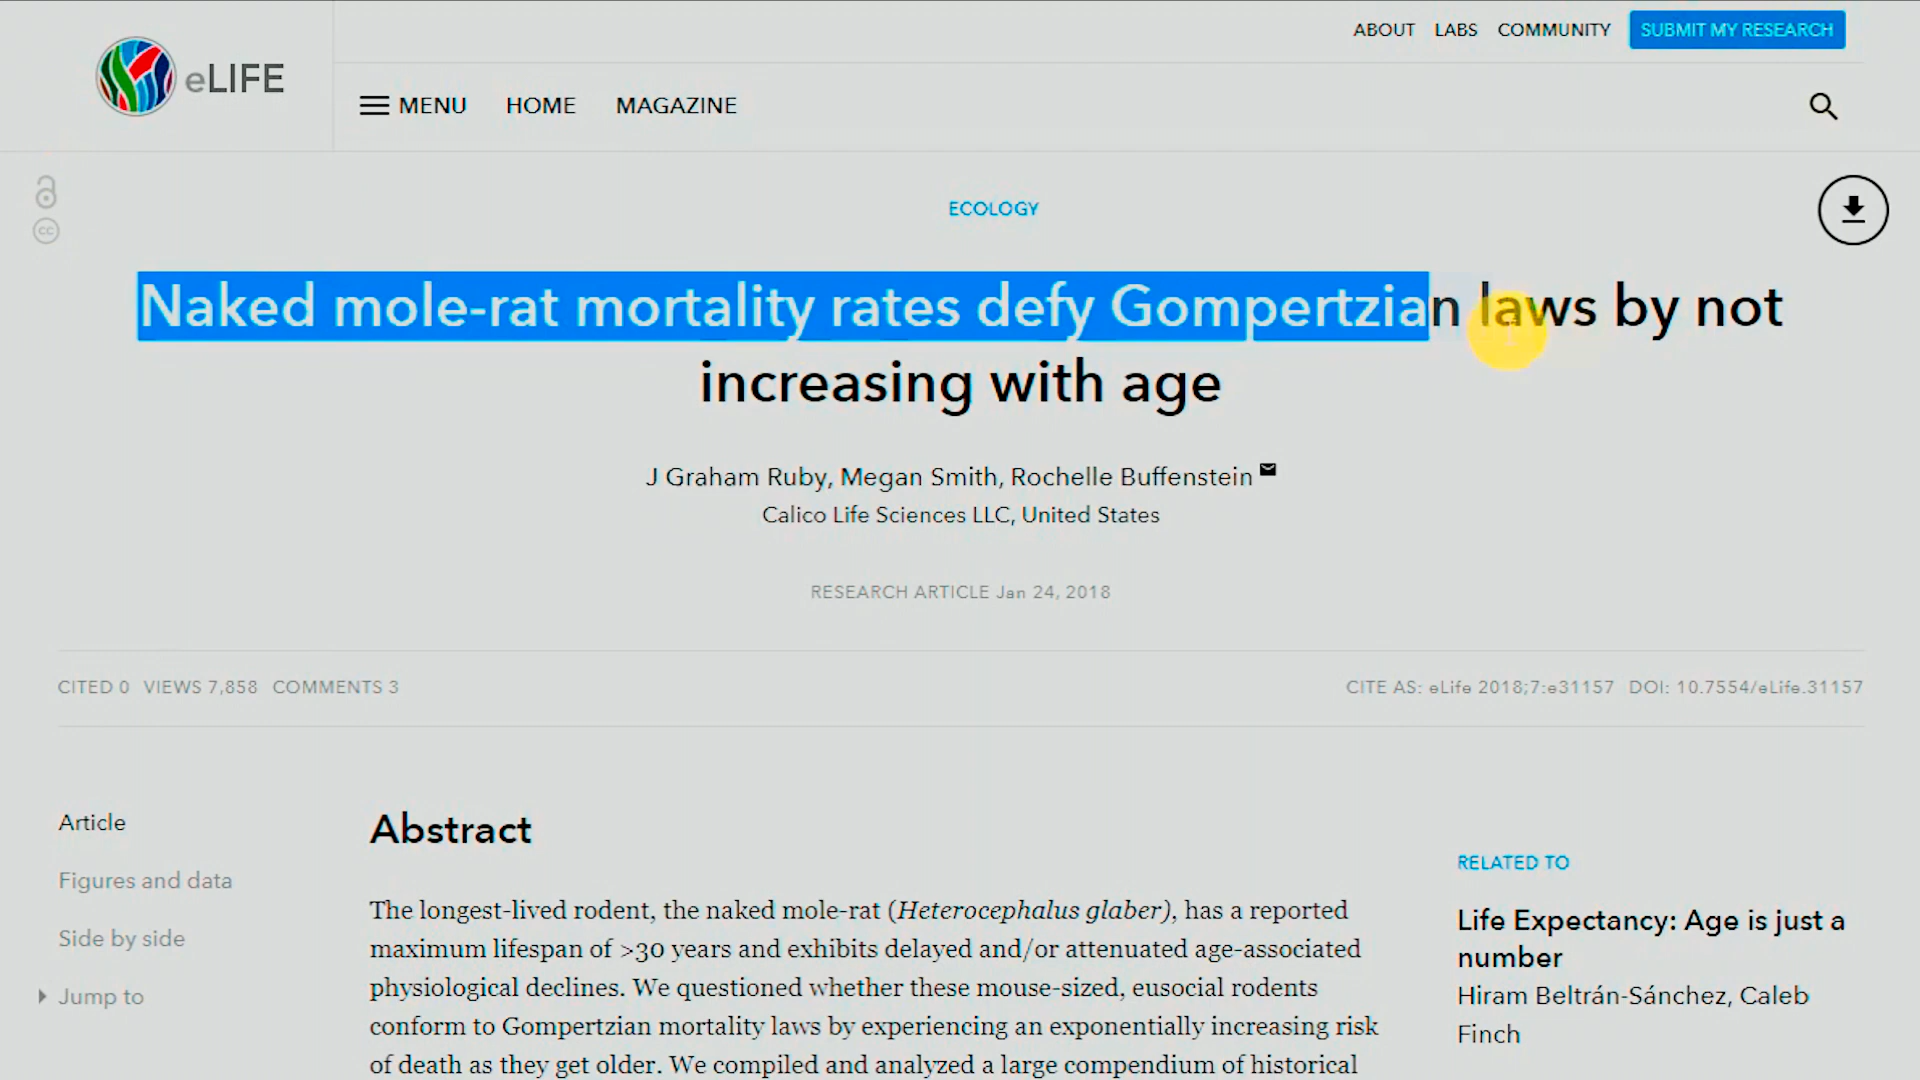 ABOUT LABS COMMUNITY SUBMIT MY RESEARCH
eLIFE
MENU HOME MAGAZINE
cc
ECOLOGY
Naked mole-rat mortality rates defy Gompertzian laws by not
increasing with age
J Graham Ruby, Megan Smith, Rochelle Buffenstein
Calico Life Sciences LLC, United States
RESEARCH ARTICLE Jan 24, 2018
CITED 0 VIEWS 7,858 COMMENTS 3
CITE AS: eLife 2018;7:e31157 DOI: 10.7554/eLife.31157
Article
Figures and data
Side by side
Jump to
Abstract
The longest-lived rodent, the naked mole-rat (Heterocephalus glaber), has a reported
maximum lifespan of >30 years and exhibits delayed and/or attenuated age-associated
physiological declines. We questioned whether these mouse-sized, eusocial rodents
conform to Gompertzian mortality laws by experiencing an exponentially increasing risk
of death as they get older. We compiled and analyzed a large compendium of historical
RELATED TO
Life Expectancy: Age is just a
number
Hiram Beltrán-Sánchez, Caleb
Finch